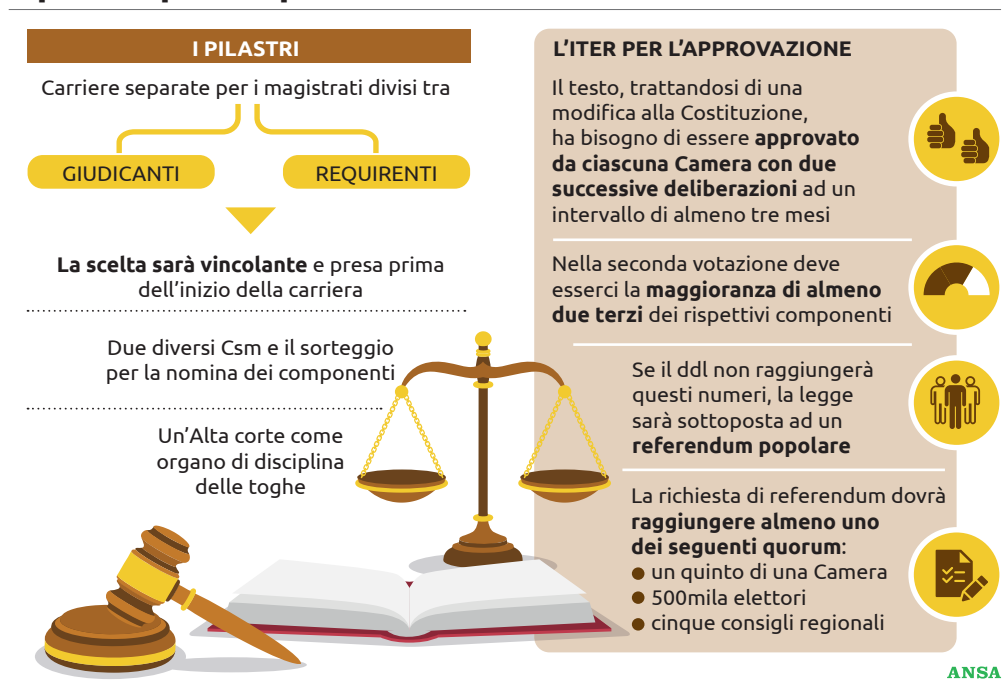 I PILASTRI
Carriere separate per i magistrati divisi tra
GIUDICANTI
REQUIRENTI
La scelta sarà vincolante e presa prima
dell'inizio della carriera
Due diversi Csm e il sorteggio
per la nomina dei componenti
Un'Alta corte come
organo di disciplina
delle toghe
L'ITER PER L'APPROVAZIONE
Il testo, trattandosi di una
modifica alla Costituzione,
ha bisogno di essere approvato
da ciascuna Camera con due
successive deliberazioni ad un
intervallo di almeno tre mesi
Nella seconda votazione deve
esserci la maggioranza di almeno
due terzi dei rispettivi componenti
Se il ddl non raggiungerà
questi numeri, la legge
sarà sottoposta ad un
referendum popolare
La richiesta di referendum dovrà
raggiungere almeno uno
dei seguenti quorum:
● un quinto di una Camera
● 500mila elettori
● cinque consigli regionali
ANSA